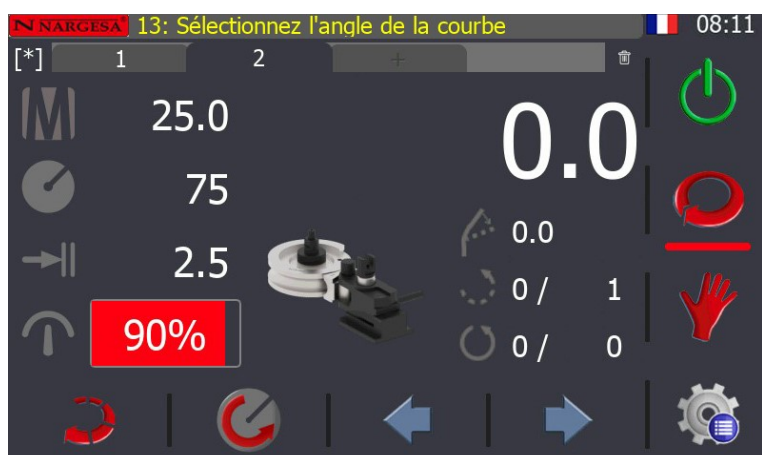 NARGESA® 13: Sélectionnez l'angle de la courbe 08:11
[*] 1 2 +
25.0 0.0
75 0.0
2.5 0 / 1
90% 0 / 0